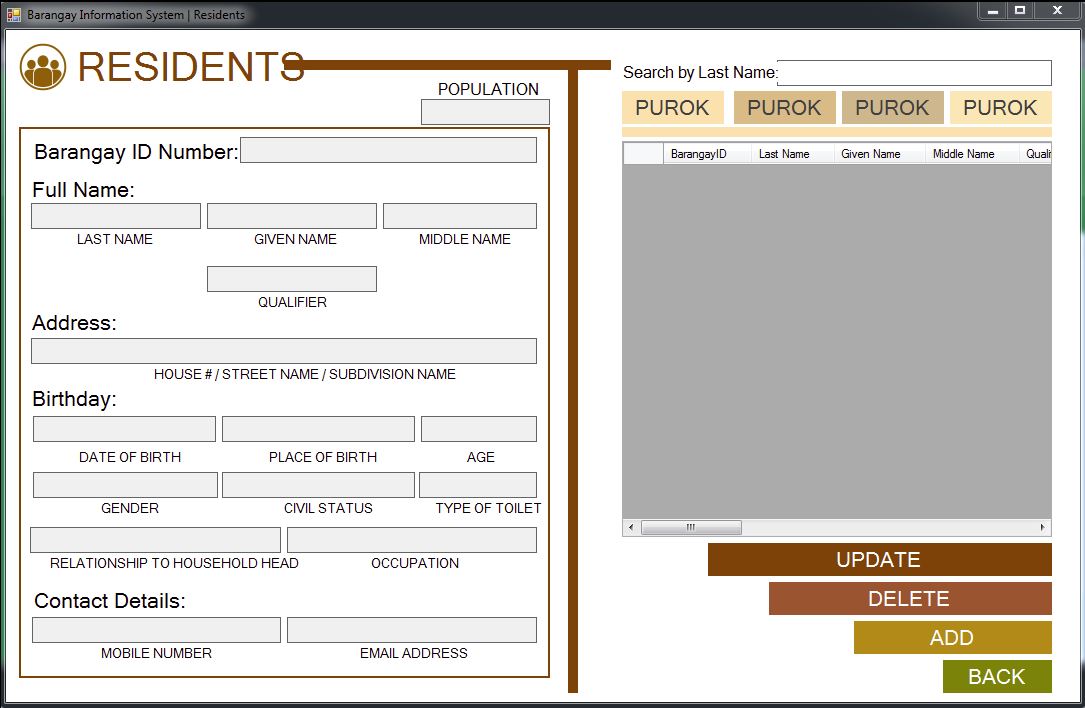 Barangay Information System | Residents
RESIDENTS
POPULATION
Barangay ID Number:
Full Name:
LAST NAME GIVEN NAME MIDDLE NAME
QUALIFIER
Address:
HOUSE # / STREET NAME / SUBDIVISION NAME
Birthday:
DATE OF BIRTH PLACE OF BIRTH AGE
GENDER CIVIL STATUS TYPE OF TOILET
RELATIONSHIP TO HOUSEHOLD HEAD OCCUPATION
Contact Details:
MOBILE NUMBER EMAIL ADDRESS
Search by Last Name:
PUROK PUROK PUROK PUROK
BarangayID Last Name Given Name Middle Name
UPDATE
DELETE
ADD
BACK